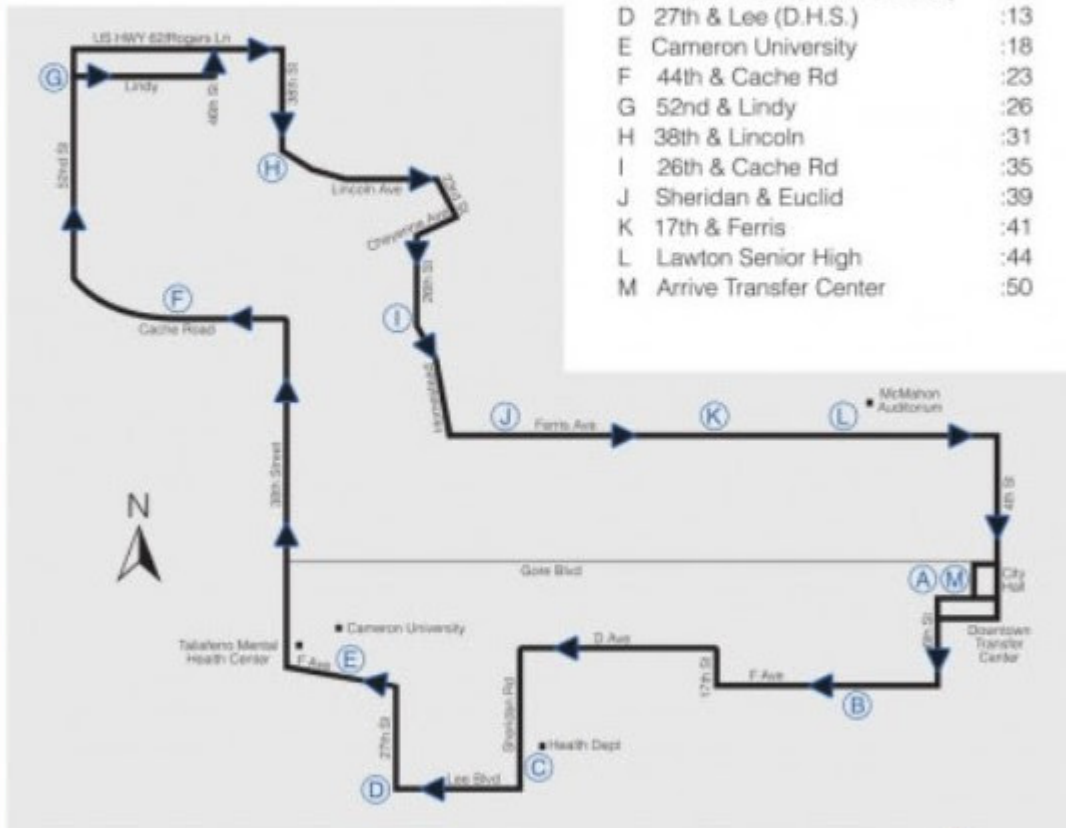 D 27th & Lee (D.H.S.) :13
E Cameron University :18
F 44th & Cache Rd :23
G 52nd & Lindy :26
H 38th & Lincoln :31
I 26th & Cache Rd :35
J Sheridan & Euclid :39
K 17th & Ferris :41
L Lawton Senior High :44
M Arrive Transfer Center :50
US HWY 62/Rogers Ln
G
Lindy
46th St
38th St
H
52nd St
Lincoln Ave
23rd St
Cheyenne Ave
26th St
F
Cache Road
I
Homestead
McMahon
Auditorium
J
Ferris Ave
K
L
38th Street
4th St
N
Gore Blvd
A
M
City
Hall
Cameron University
Taliaferro Mental
Health Center
F Ave
E
D Ave
Downtown
Transfer
Center
17th St
F Ave
B
27th St
Sheridan Rd
Health Dept
C
D
Lee Blvd